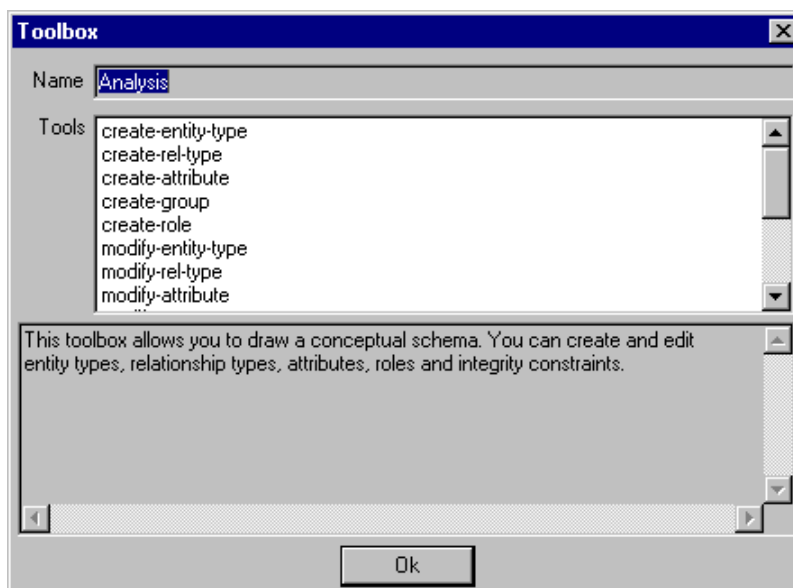 Toolbox
Name Analysis
Tools create-entity-type
create-rel-type
create-attribute
create-group
create-role
modify-entity-type
modify-rel-type
modify-attribute
This toolbox allows you to draw a conceptual schema. You can create and edit
entity types, relationship types, attributes, roles and integrity constraints.
Ok